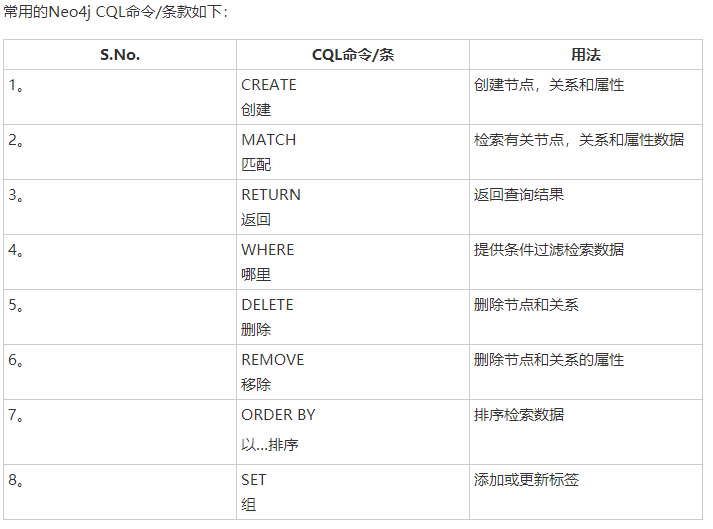 常用的Neo4j CQL命令/条款如下：
S.No. CQL命令/条 用法
1。 CREATE 创建节点，关系和属性
创建
2。 MATCH 检索有关节点，关系和属性数据
匹配
3。 RETURN 返回查询结果
返回
4。 WHERE 提供条件过滤检索数据
哪里
5。 DELETE 删除节点和关系
删除
6。 REMOVE 删除节点和关系的属性
移除
7。 ORDER BY 排序检索数据
以…排序
8。 SET 添加或更新标签
组